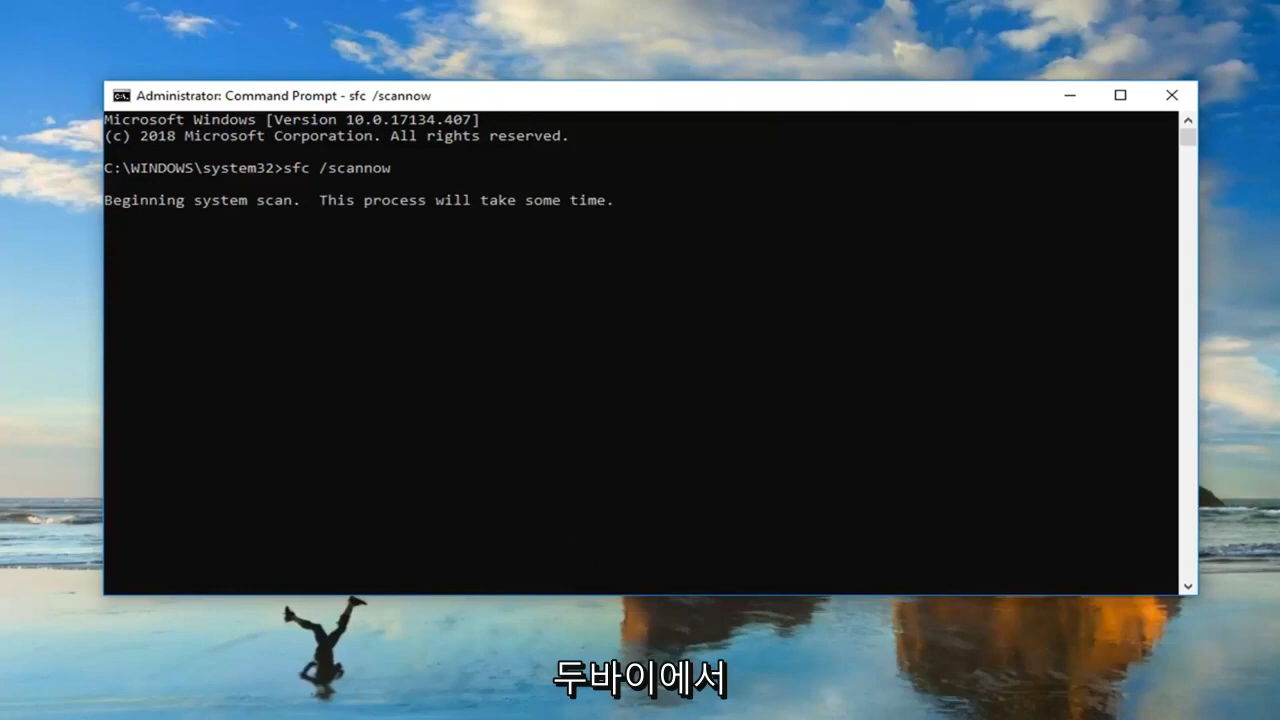 Administrator: Command Prompt - sfc /scannow
Microsoft Windows [Version 10.0.17134.407]
(c) 2018 Microsoft Corporation. All rights reserved.
C:\WINDOWS\system32>sfc /scannow
Beginning system scan.  This process will take some time.
두바이에서